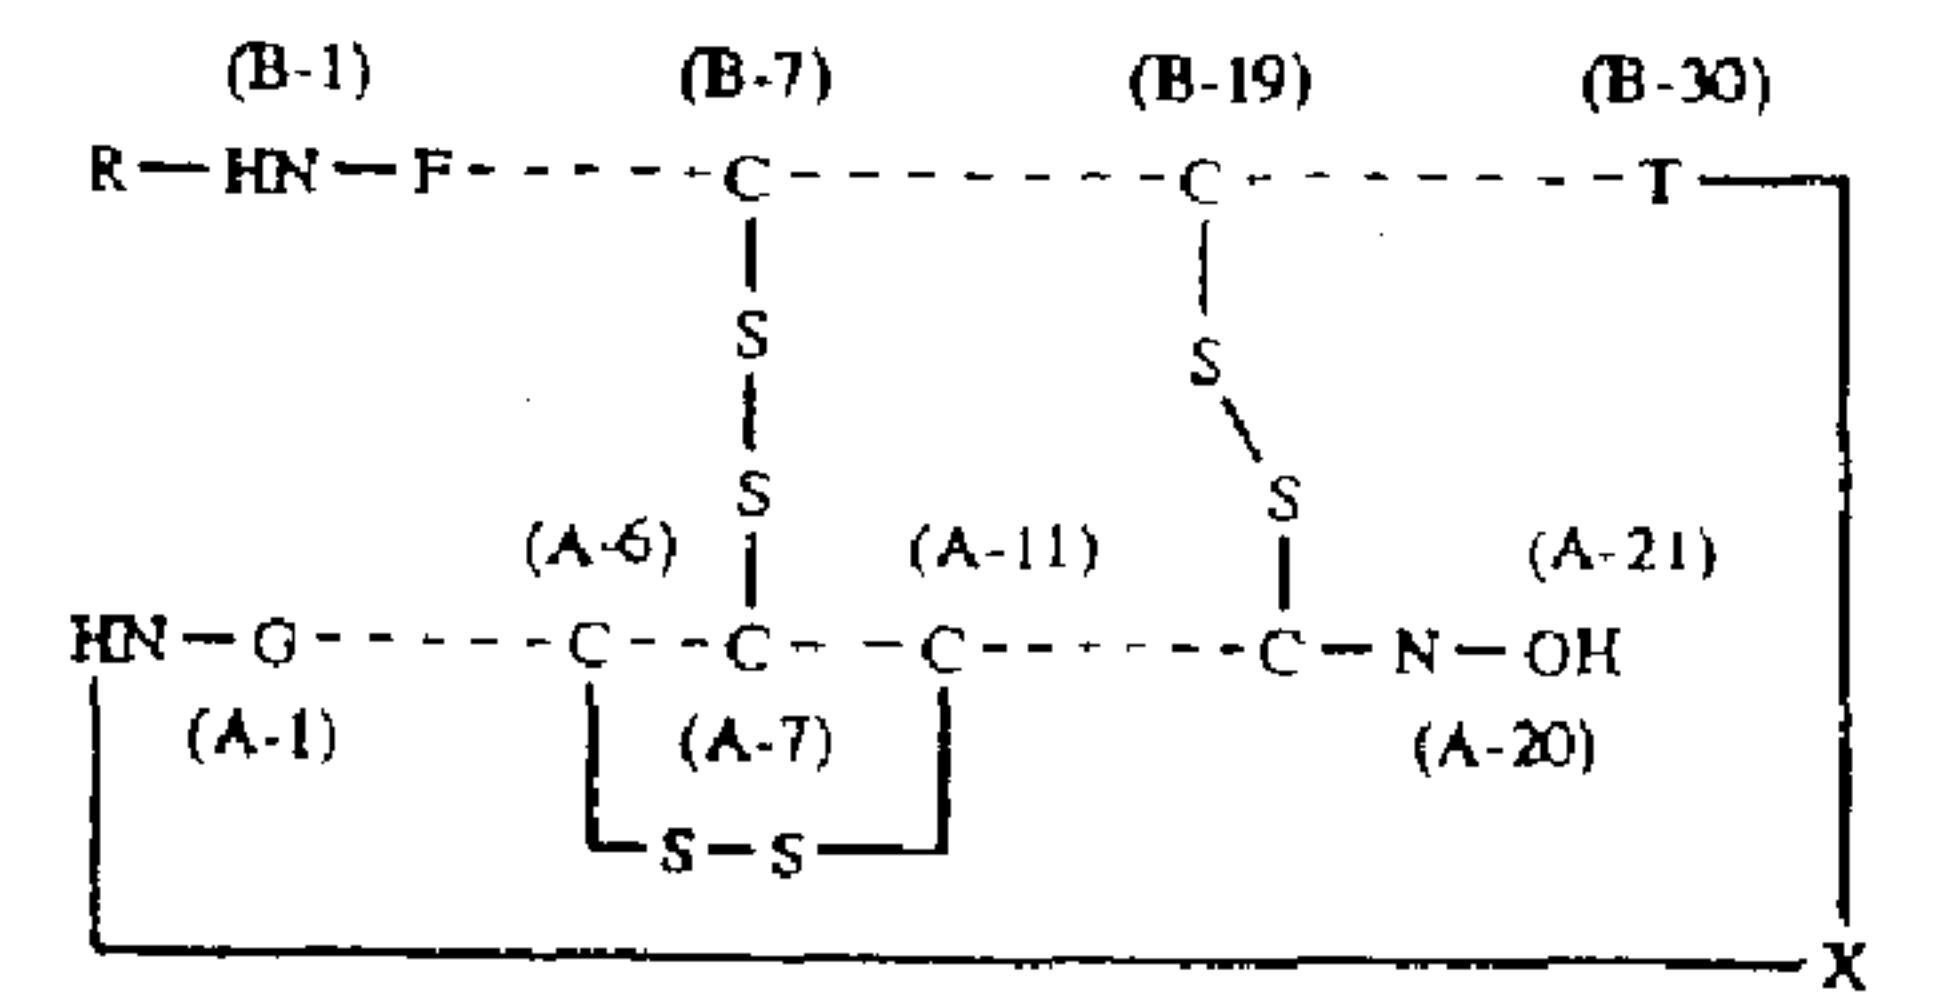 (B-1) (B-7) (B-19) (B-30)
R—HN—F--------C--------C--------T
S
S
S
S
(A-6) (A-11) (A-21)
HN—G--------C--C--C--------C—N—OH
(A-1) (A-7) (A-20)
S—S
X